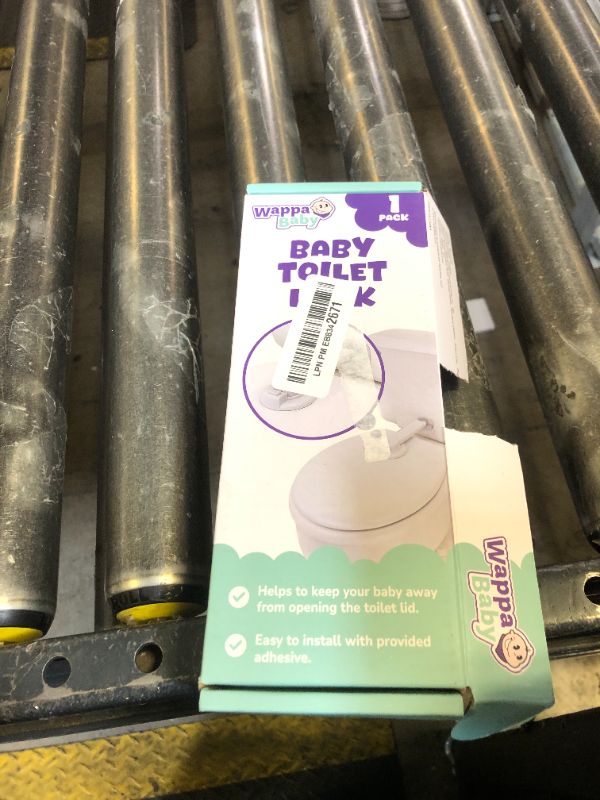 Wappa
Baby
1
PACK
BABY
TOILET
L K
LPN PM EB8342671
Helps to keep your baby away
from opening the toilet lid.
Easy to install with provided
adhesive.
Wappa
Baby